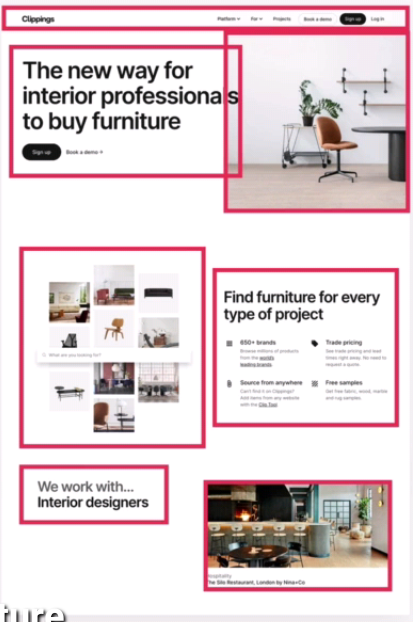 Clippings
Platform For Projects Book a demo Sign up Log in
The new way for
interior professionals
to buy furniture
Sign up Book a demo
Find furniture for every
type of project
650+ brands
Browse millions of products
from the worlds
leading brands
Trade pricing
See trade pricing and lead
times right away. No need to
request a quote.
What are you looking for?
Source from anywhere
Can't find it on Clippings?
Add items from any website
with the Clip Tool
Free samples
Get free fabric, wood, marble
and rug samples.
We work with...
Interior designers
Hospitality
The Silo Restaurant, London by Nina+Co
ture